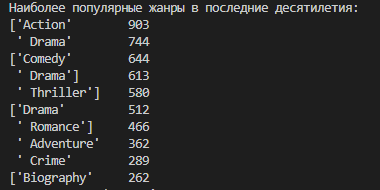 Наиболее популярные жанры в последние десятилетия:
['Action' 903
' Drama' 744
['Comedy' 644
' Drama'] 613
' Thriller'] 580
['Drama' 512
' Romance'] 466
' Adventure' 362
' Crime' 289
['Biography' 262